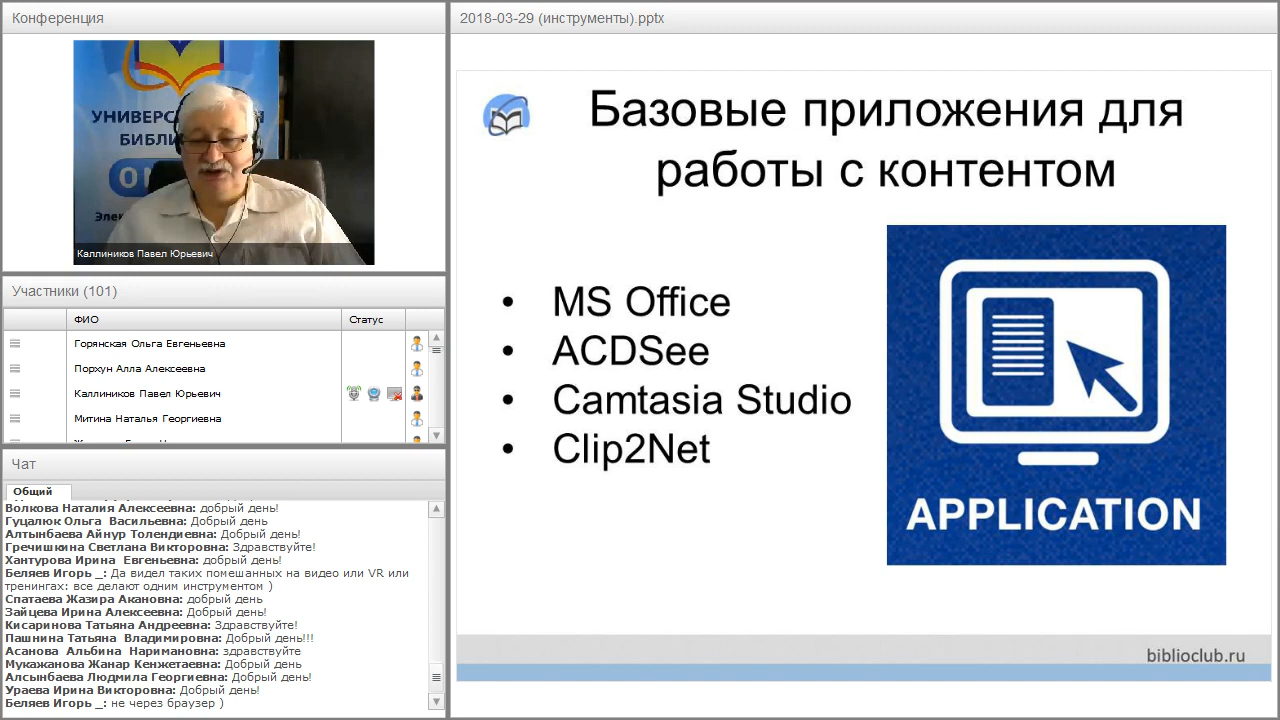 Конференция
УНИВЕРС
БИБЛИ
Элек
Каллиников Павел Юрьевич
Участники (101)
ФИО Статус
Горянская Ольга Евгеньевна
Порхун Алла Алексеевна
Каллиников Павел Юрьевич
Митина Наталья Георгиевна
Чат
Общий
Волкова Наталия Алексеевна: добрый день!
Гуцалюк Ольга Васильевна: Добрый день
Алтынбаева Айнур Толендиевна: Добрый день!
Гречишкина Светлана Викторовна: Здравствуйте!
Хантурова Ирина Евгеньевна: добрый день!
Беляев Игорь _: Да видел таких помешанных на видео или VR или
тренингах: все делают одним инструментом )
Спатаева Жазира Акановна: добрый день
Зайцева Ирина Алексеевна: Добрый день!
Кисаринова Татьяна Андреевна: Здравствуйте!
Пашнина Татьяна Владимировна: Добрый день!!!
Асанова Альбина Наримановна: здравствуйте
Мукажанова Жанар Кенжетаевна: Добрый день
Алсынбаева Людмила Георгиевна: Добрый день!
Ураева Ирина Викторовна: Добрый день!
Беляев Игорь _: не через браузер )
2018-03-29 (инструменты).pptx
Базовые приложения для
работы с контентом
• MS Office
• ACDSee
• Camtasia Studio
• Clip2Net
APPLICATION
biblioclub.ru